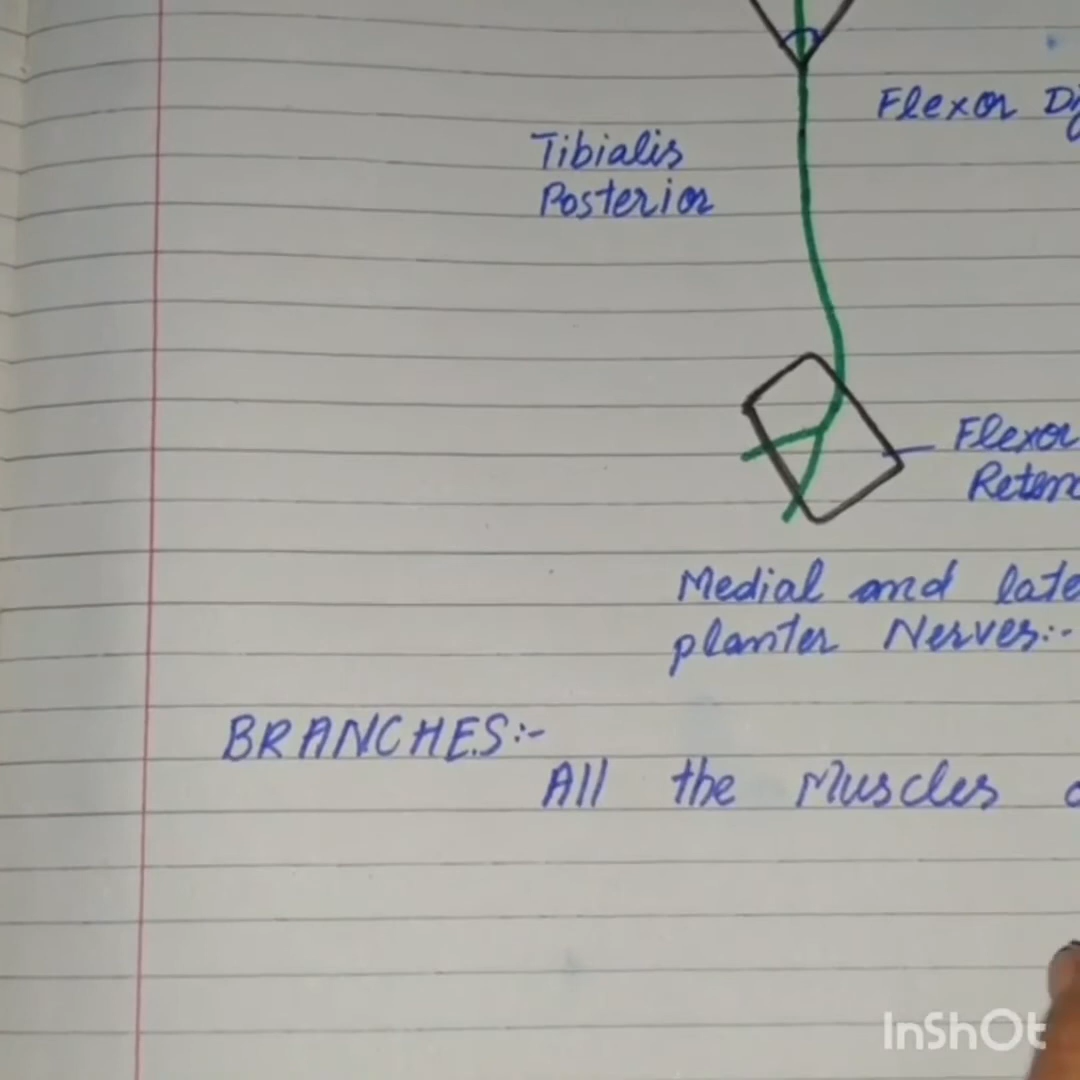 Flexor
Tibialis
Posterior
Flexor
Medial and
planter Nerves:-
BRANCHES:-
All the Muscles
InShOt